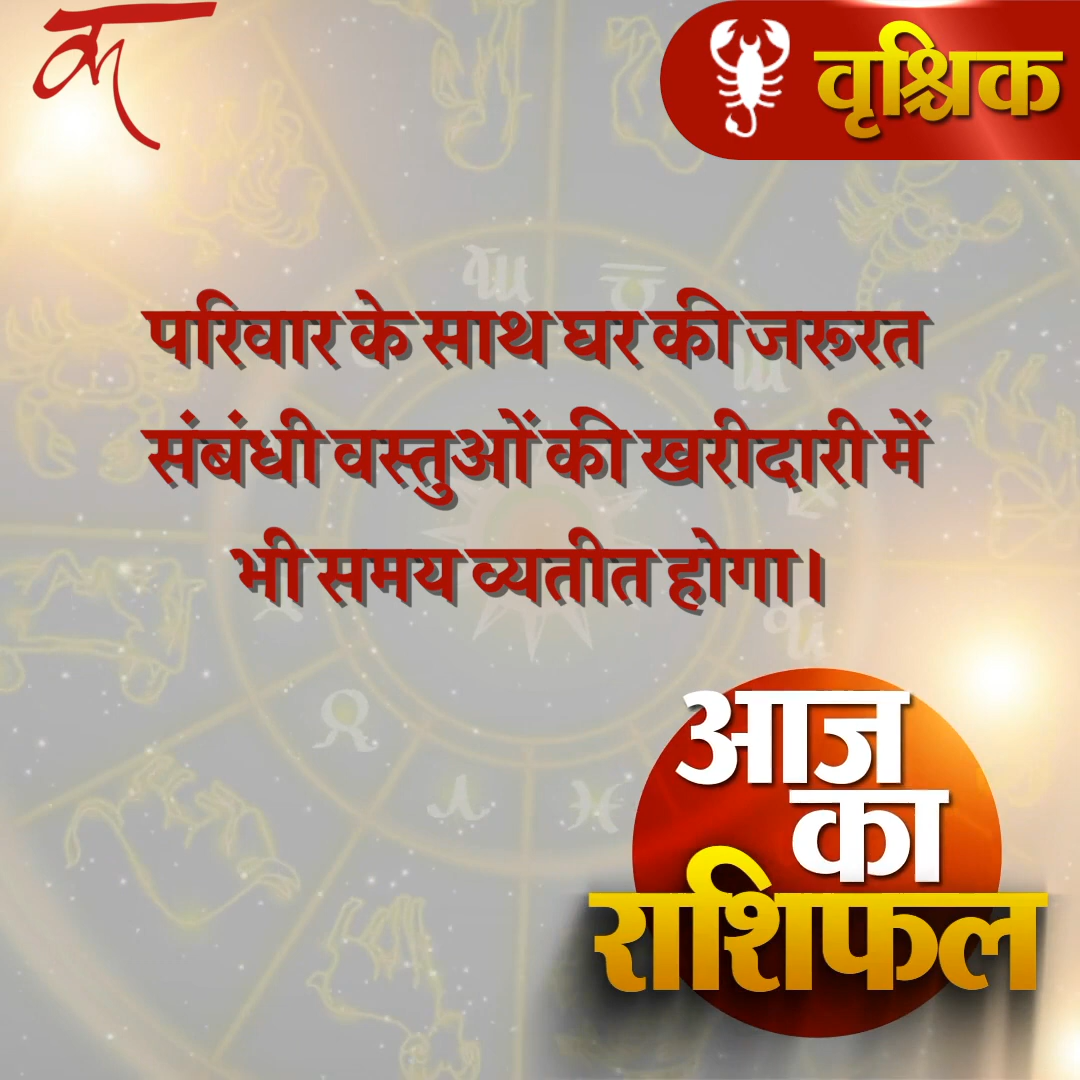 क
वृश्चिक
परिवार के साथ घर की जरूरत
संबंधी वस्तुओं की खरीदारी में
भी समय व्यतीत होगा।
आज
का
राशिफल